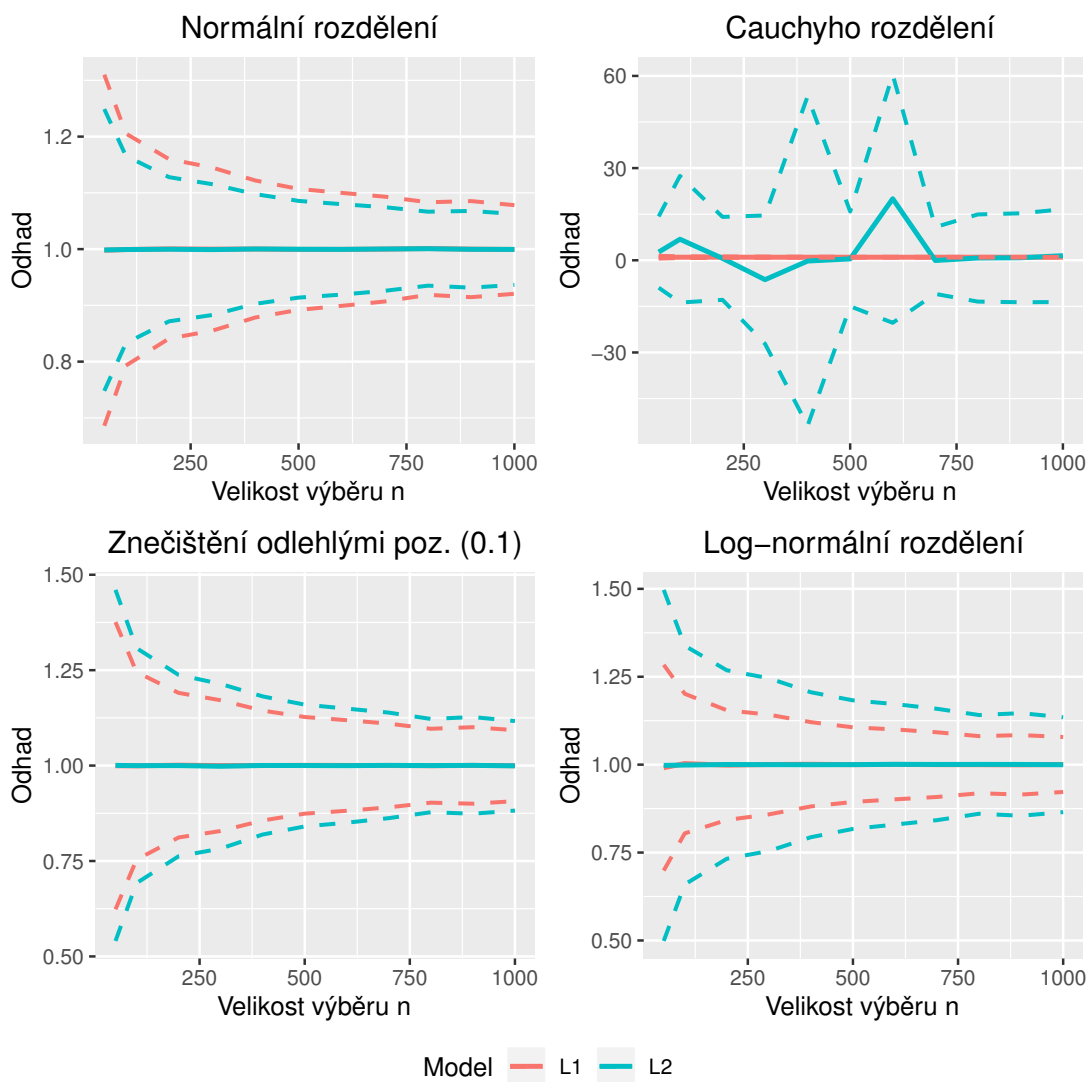 Normální rozdělení
Odhad
1.2
1.0
0.8
250 500 750 1000
Velikost výběru n
Cauchyho rozdělení
Odhad
60
30
0
−30
250 500 750 1000
Velikost výběru n
Znečištění odlehlými poz. (0.1)
Odhad
1.50
1.25
1.00
0.75
0.50
250 500 750 1000
Velikost výběru n
Log−normální rozdělení
Odhad
1.50
1.25
1.00
0.75
0.50
250 500 750 1000
Velikost výběru n
Model L1 L2